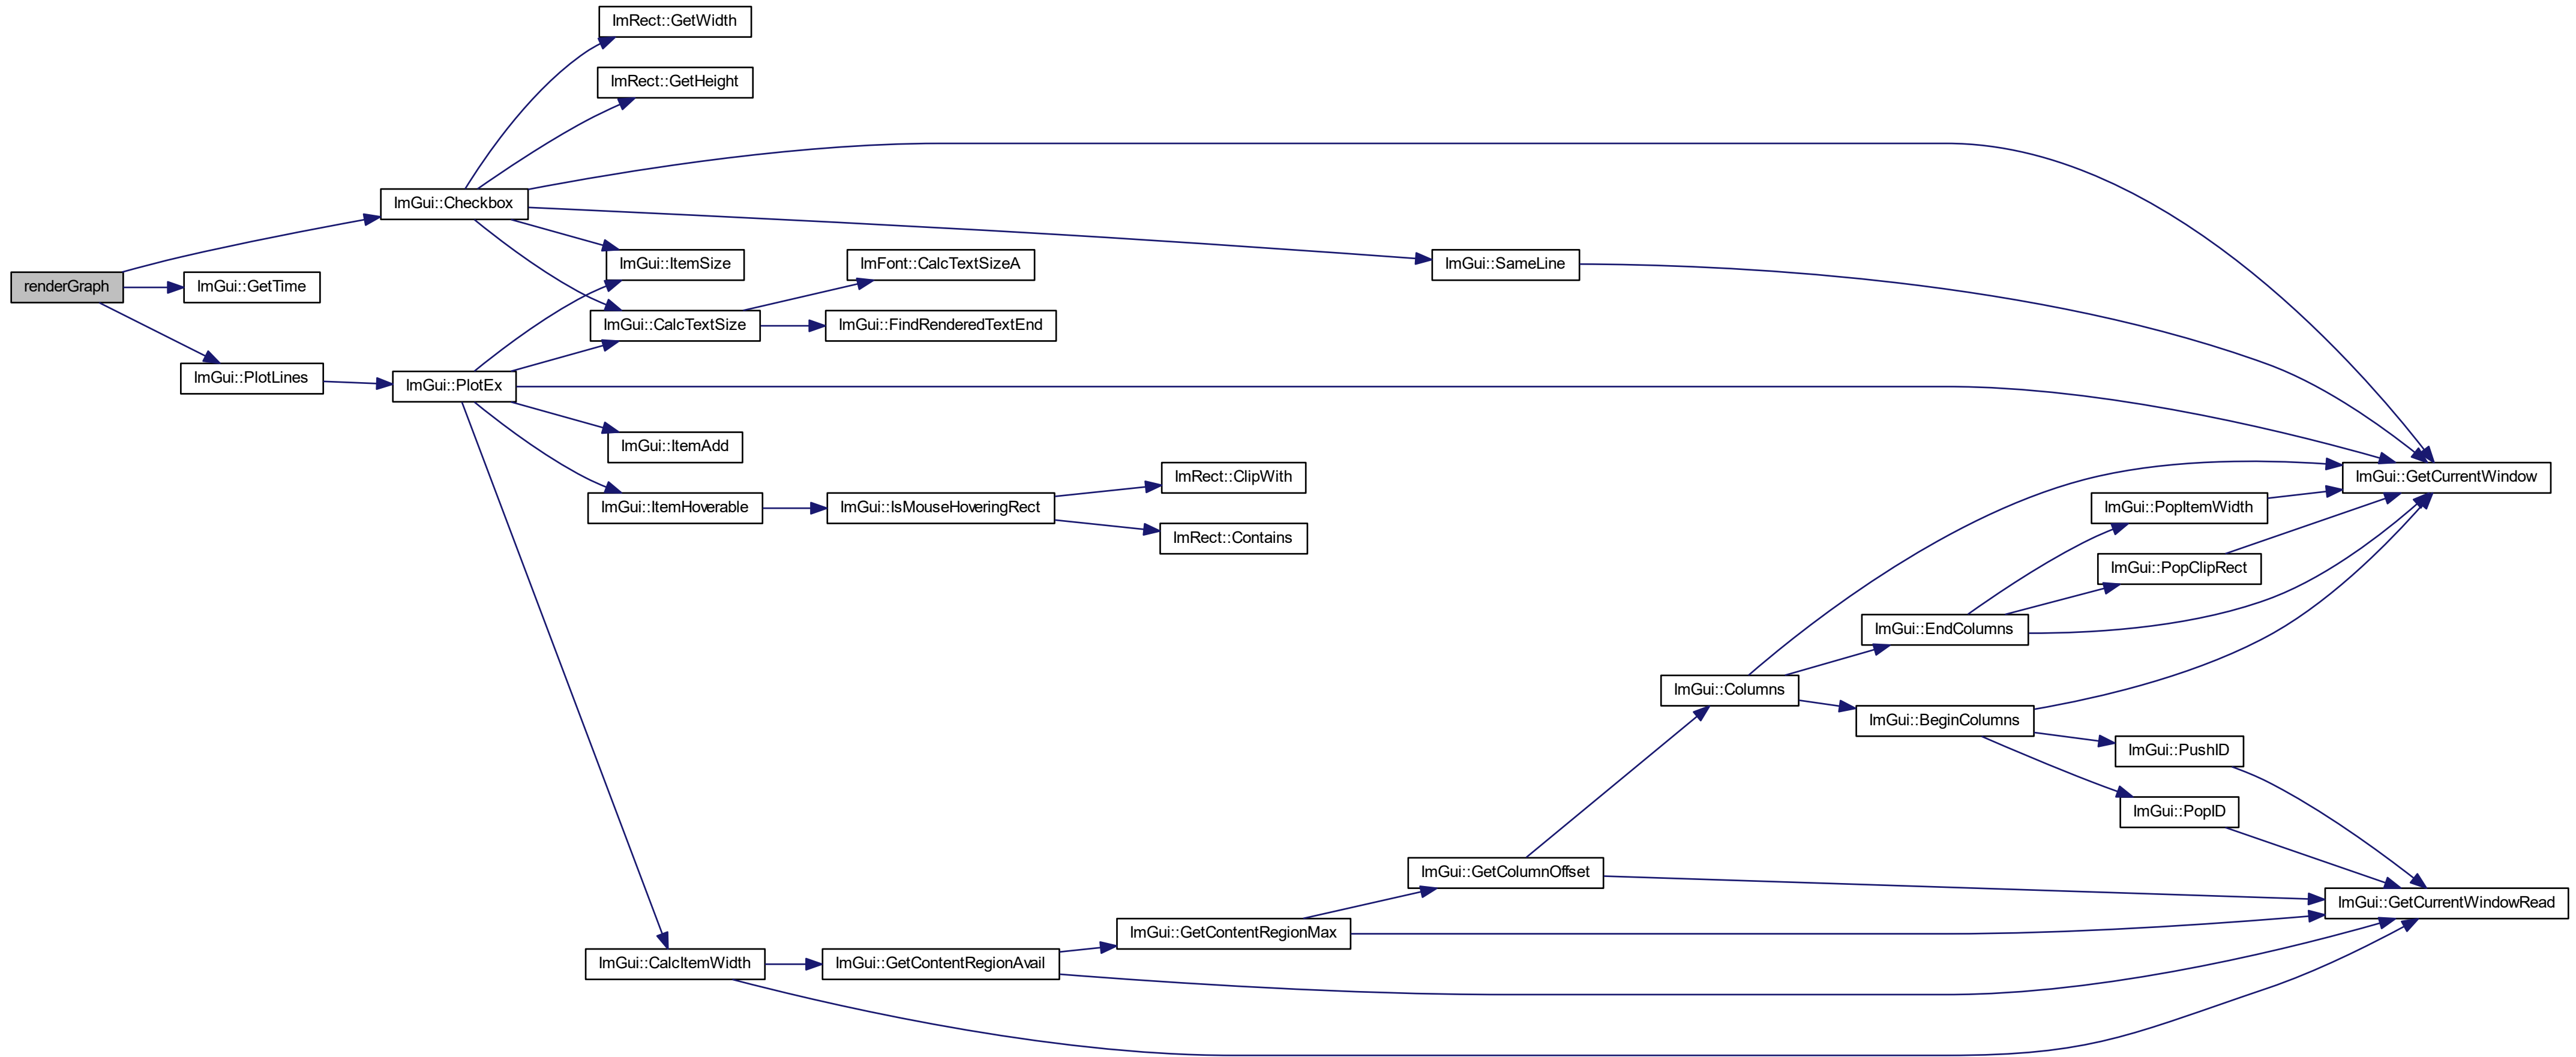 ImRect::GetWidth
ImRect::GetHeight
ImGui::Checkbox
ImGui::ItemSize
ImFont::CalcTextSizeA
ImGui::SameLine
renderGraph
ImGui::GetTime
ImGui::CalcTextSize
ImGui::FindRenderedTextEnd
ImGui::PlotLines
ImGui::PlotEx
ImGui::ItemAdd
ImRect::ClipWith
ImGui::GetCurrentWindow
ImGui::ItemHoverable
ImGui::IsMouseHoveringRect
ImGui::PopItemWidth
ImRect::Contains
ImGui::PopClipRect
ImGui::EndColumns
ImGui::Columns
ImGui::BeginColumns
ImGui::PushID
ImGui::PopID
ImGui::GetColumnOffset
ImGui::GetCurrentWindowRead
ImGui::GetContentRegionMax
ImGui::CalcItemWidth
ImGui::GetContentRegionAvail